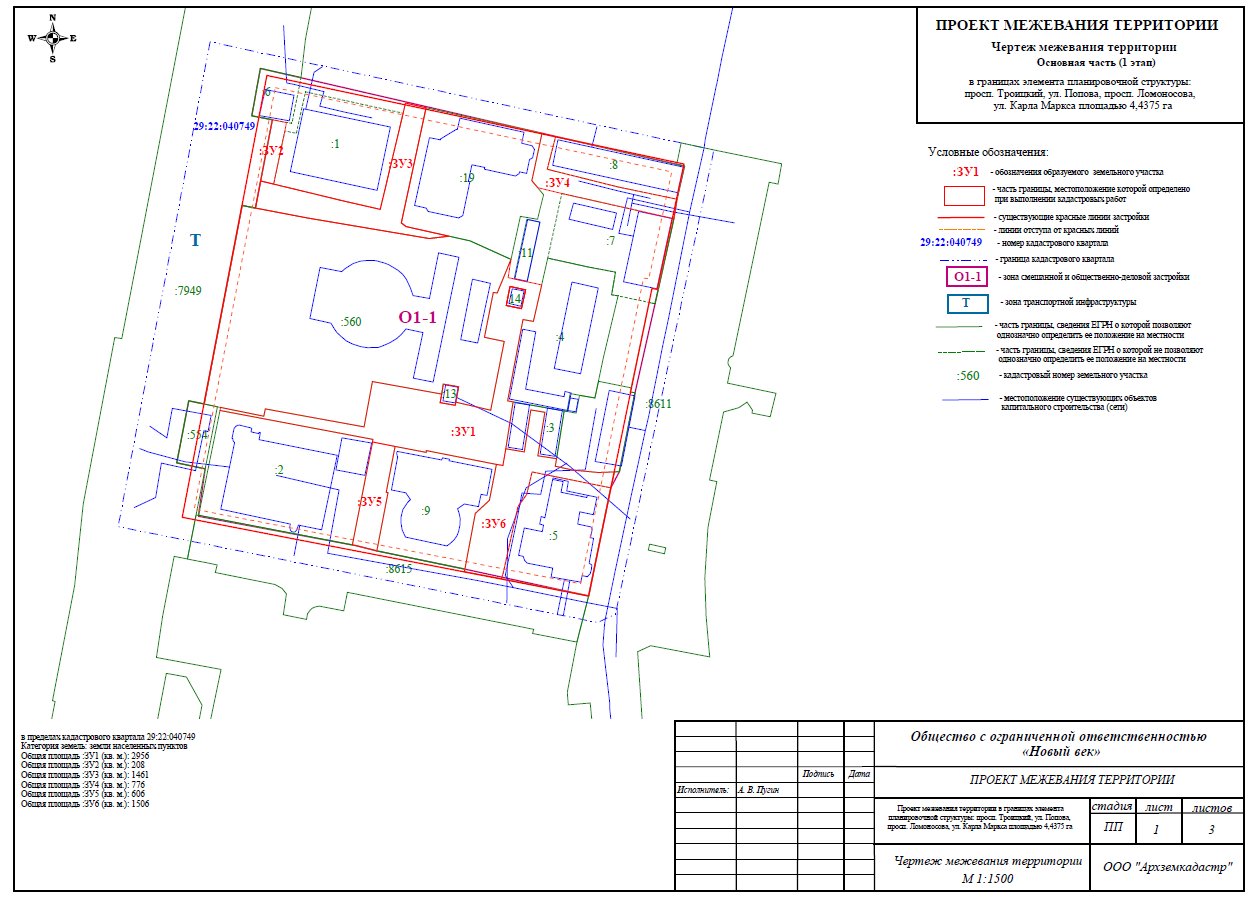 N
W E
S
ПРОЕКТ МЕЖЕВАНИЯ ТЕРРИТОРИИ
Чертеж межевания территории
Основная часть (1 этап)
в границах элемента планировочной структуры:
просп. Троицкий, ул. Попова, просп. Ломоносова,
ул. Карла Маркса площадью 4,4375 га
Условные обозначения:
:ЗУ1 - обозначения образуемого земельного участка
- часть границы, местоположение которой определено
при выполнении кадастровых работ
- существующие красные линии застройки
- линии отступа от красных линий
29:22:040749 - номер кадастрового квартала
- граница кадастрового квартала
О1-1 - зона смешанной и общественно-деловой застройки
Т - зона транспортной инфраструктуры
- часть границы, сведения ЕГРН о которой позволяют
однозначно определить ее положение на местности
- часть границы, сведения ЕГРН о которой не позволяют
однозначно определить ее положение на местности
:560 - кадастровый номер земельного участка
- местоположение существующих объектов
капитального строительства (сети)
:6
29:22:040749
:1
:ЗУ2
:ЗУ3
:19
:8
:ЗУ4
:7
Т
:11
:7949
:14
:560
О1-1
:4
:13
:8611
:554
:ЗУ1
:3
:2
:ЗУ5
:9
:ЗУ6
:5
:8615
в пределах кадастрового квартала 29:22:040749
Категория земель: земли населенных пунктов
Общая площадь :ЗУ1 (кв. м.): 2956
Общая площадь :ЗУ2 (кв. м.): 208
Общая площадь :ЗУ3 (кв. м.): 1461
Общая площадь :ЗУ4 (кв. м.): 776
Общая площадь :ЗУ5 (кв. м.): 606
Общая площадь :ЗУ6 (кв. м.): 1506
Общество с ограниченной ответственностью
«Новый век»
Подпись Дата
ПРОЕКТ МЕЖЕВАНИЯ ТЕРРИТОРИИ
Исполнитель: А. В. Пугин
Проект межевания территории в границах элемента
планировочной структуры: просп. Троицкий, ул. Попова,
просп. Ломоносова, ул. Карла Маркса площадью 4,4375 га
стадия лист листов
ПП 1 3
Чертеж межевания территории
М 1:1500
ООО "Архземкадастр"